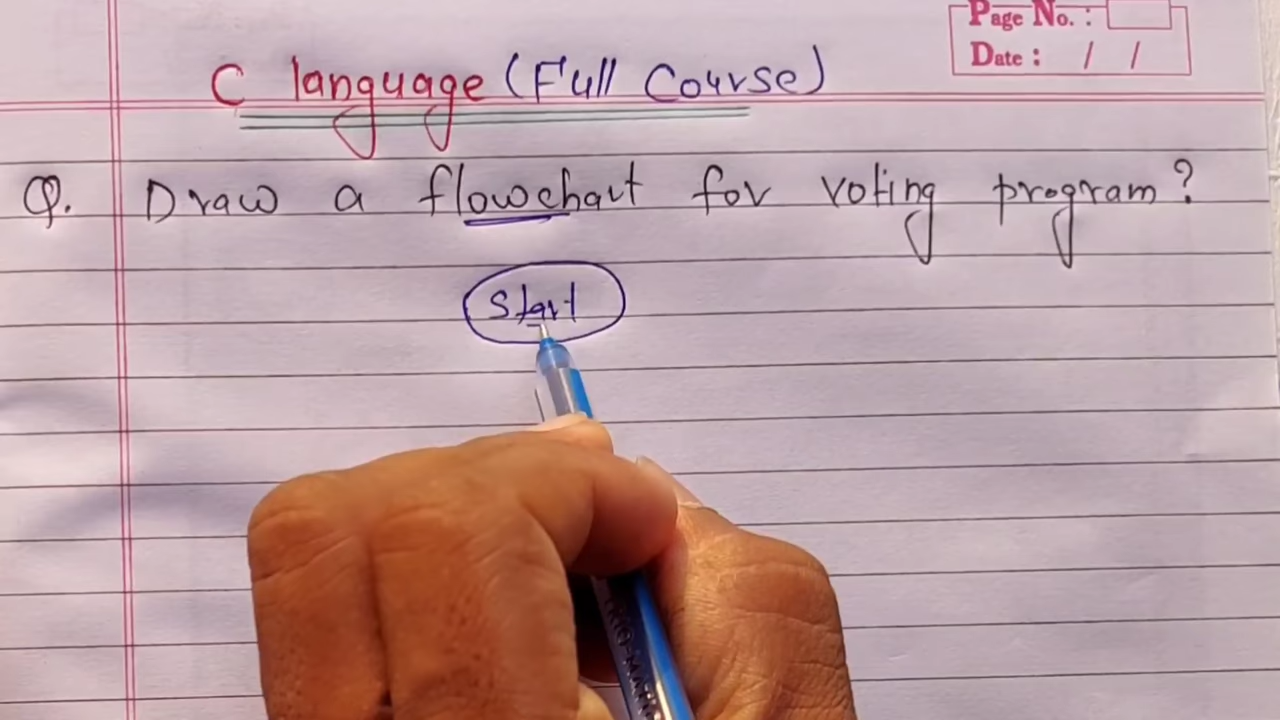 Page No. :
Date : / /
C language (Full Course)
Q. Draw a flowchart for voting program?
Start